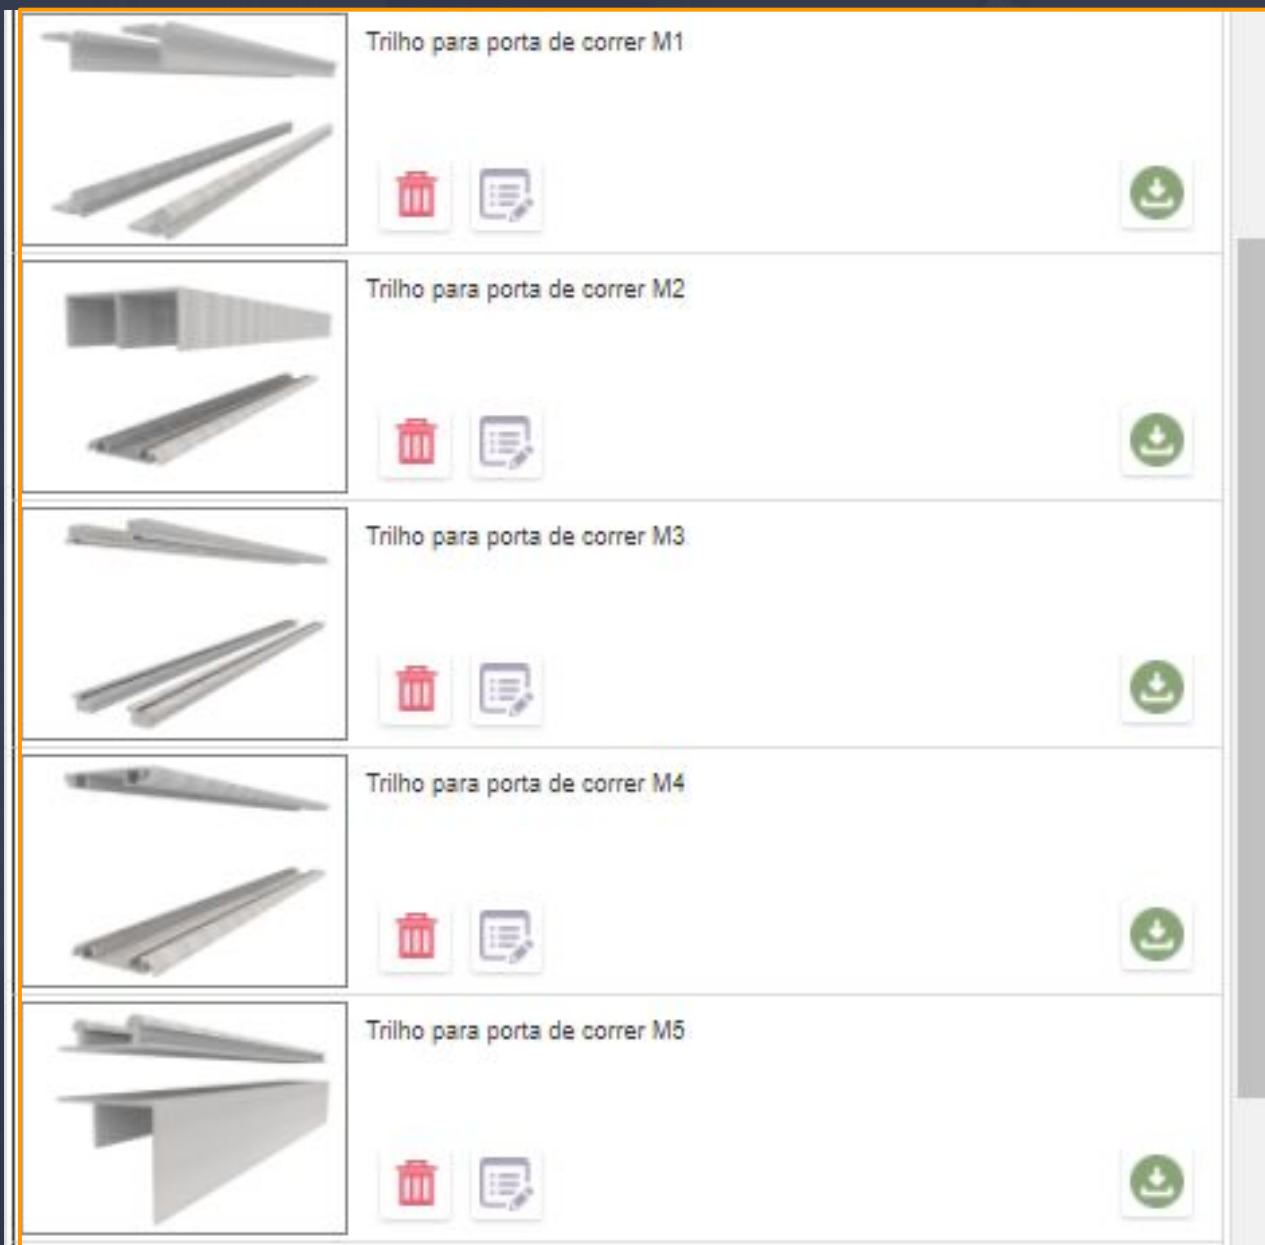 Trilho para porta de correr M1
Trilho para porta de correr M2
Trilho para porta de correr M3
Trilho para porta de correr M4
Trilho para porta de correr M5